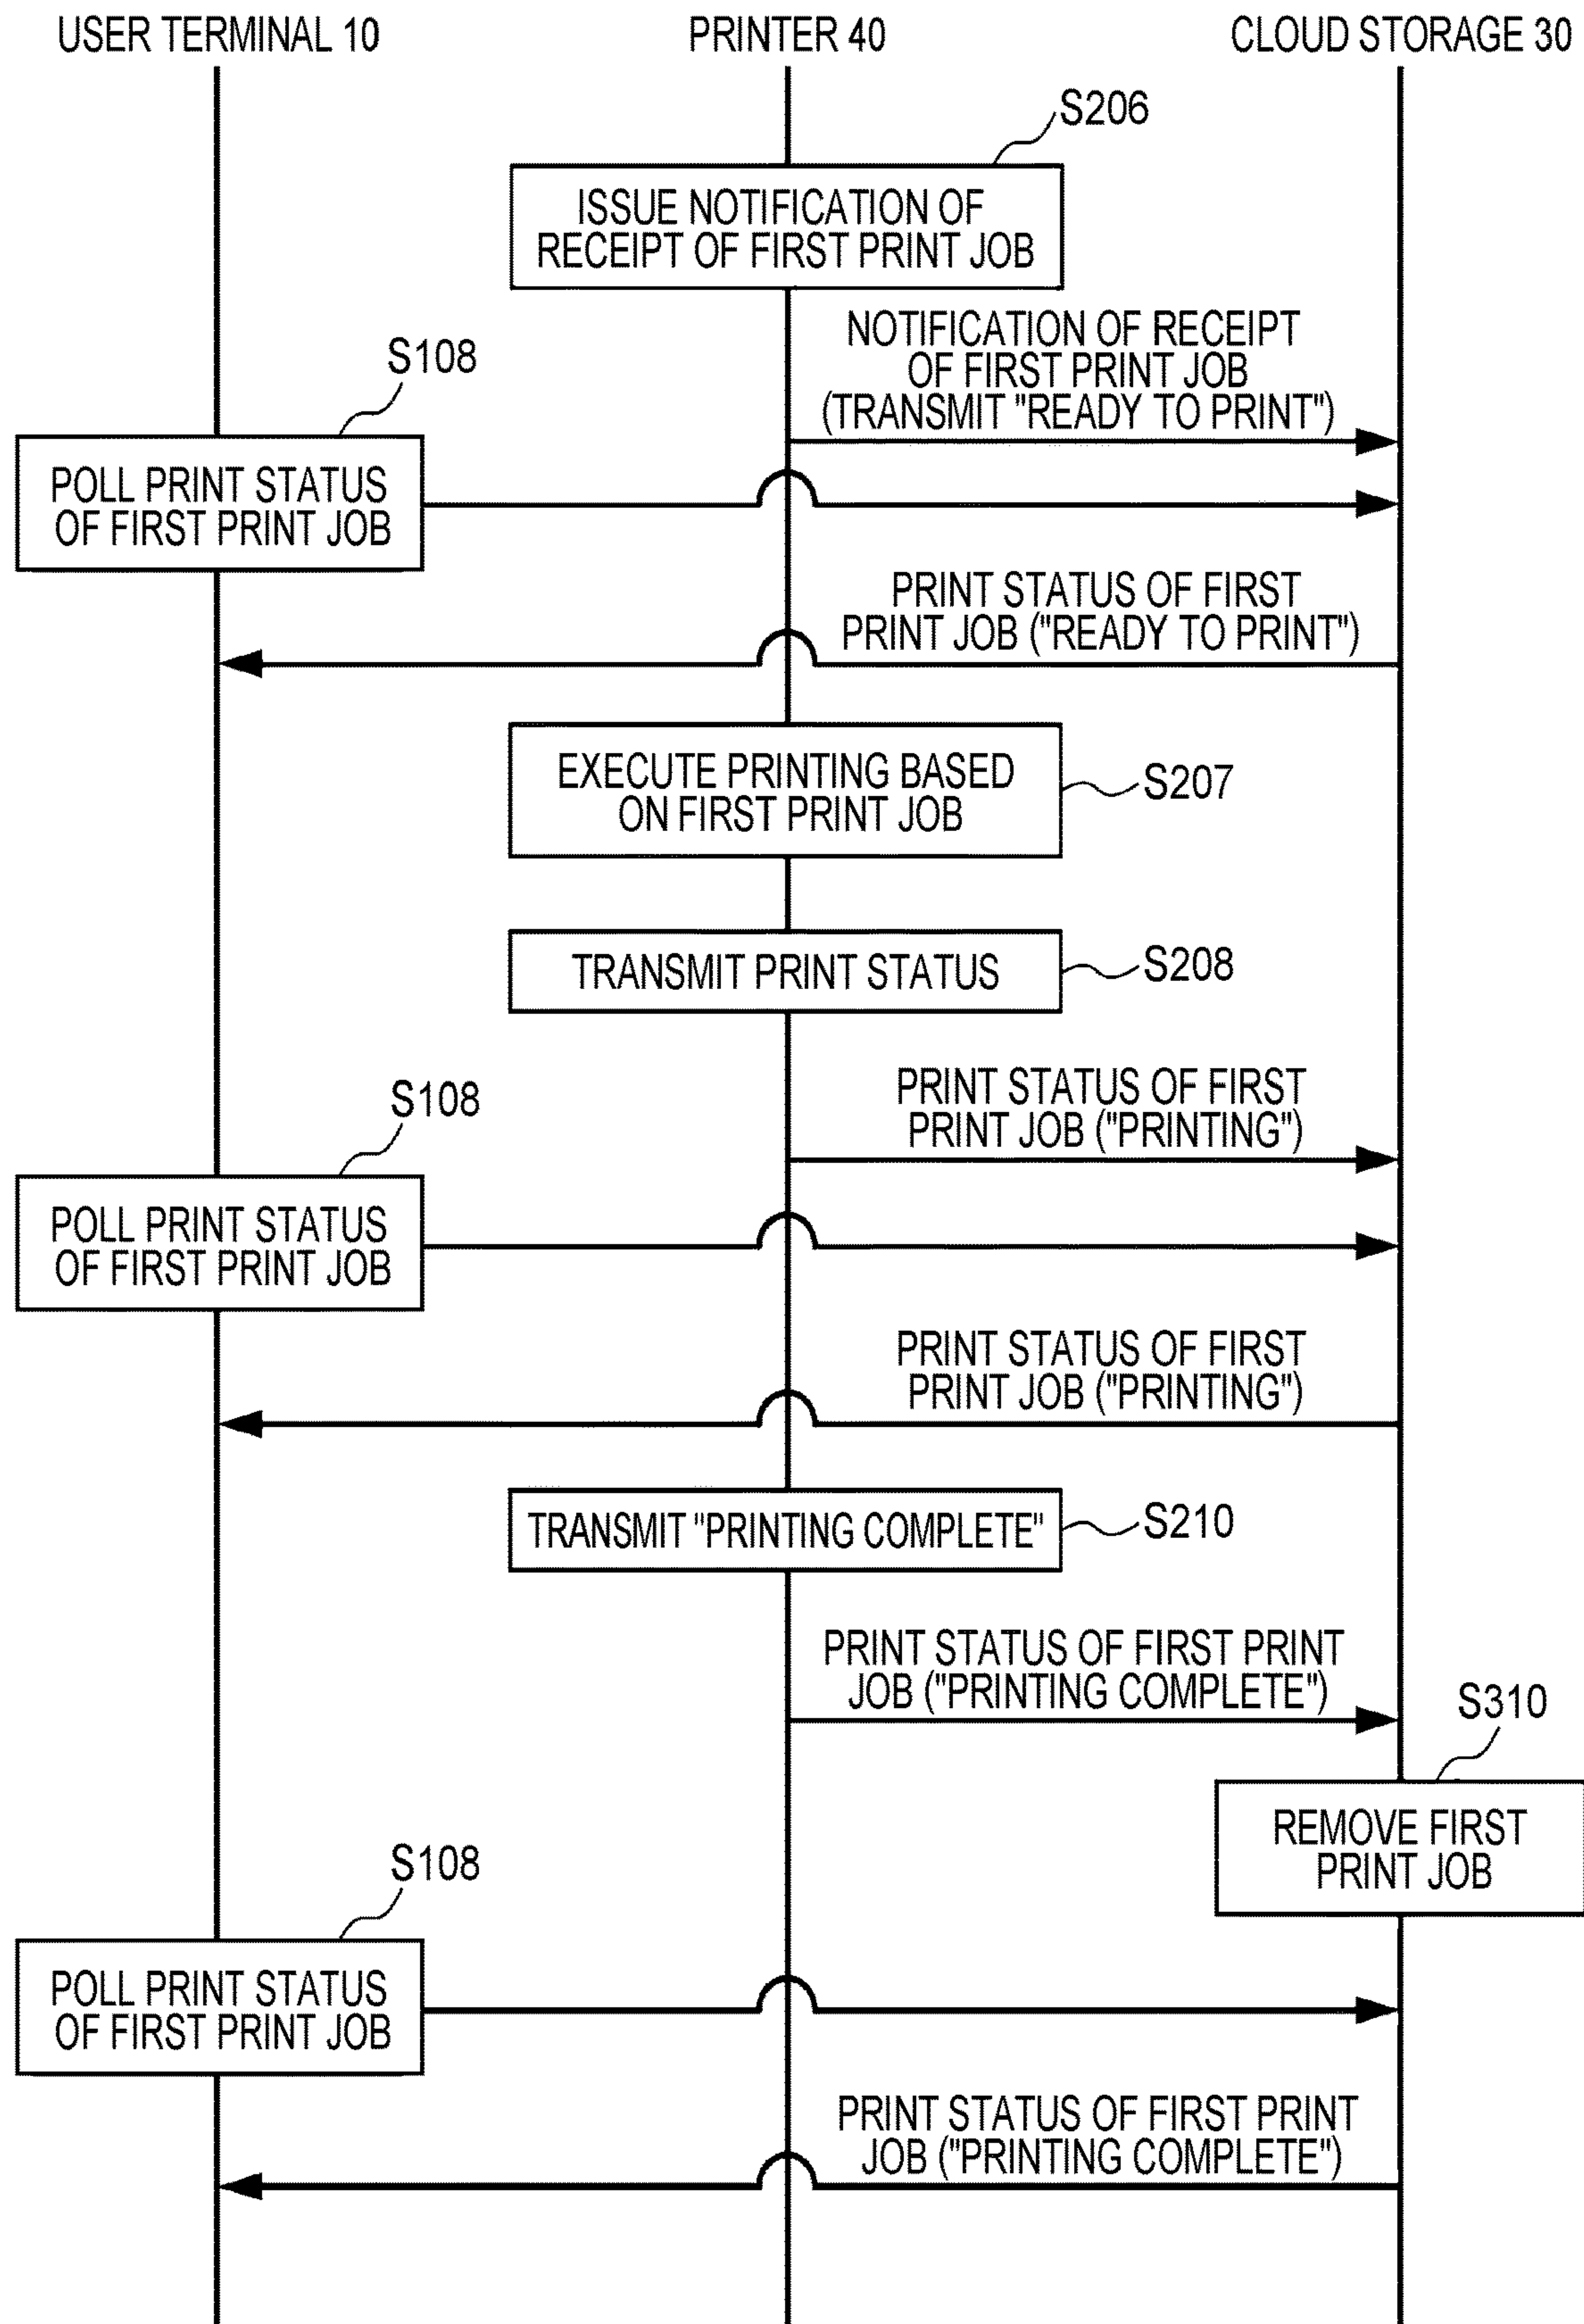 USER TERMINAL 10
PRINTER 40
CLOUD STORAGE 30
S206
ISSUE NOTIFICATION OF
RECEIPT OF FIRST PRINT JOB
NOTIFICATION OF RECEIPT
OF FIRST PRINT JOB
(TRANSMIT "READY TO PRINT")
S108
POLL PRINT STATUS
OF FIRST PRINT JOB
PRINT STATUS OF FIRST
PRINT JOB ("READY TO PRINT")
EXECUTE PRINTING BASED
ON FIRST PRINT JOB
S207
TRANSMIT PRINT STATUS
S208
PRINT STATUS OF FIRST
PRINT JOB ("PRINTING")
S108
POLL PRINT STATUS
OF FIRST PRINT JOB
PRINT STATUS OF FIRST
PRINT JOB ("PRINTING")
TRANSMIT "PRINTING COMPLETE"
S210
PRINT STATUS OF FIRST PRINT
JOB ("PRINTING COMPLETE")
S310
REMOVE FIRST
PRINT JOB
S108
POLL PRINT STATUS
OF FIRST PRINT JOB
PRINT STATUS OF FIRST PRINT
JOB ("PRINTING COMPLETE")